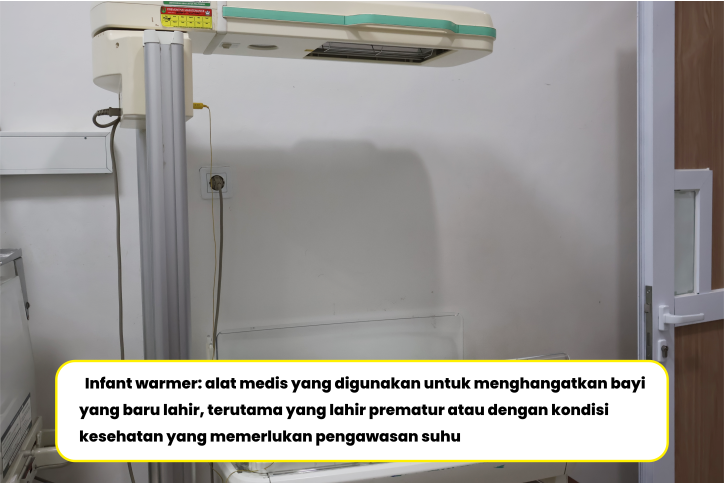 Infant warmer: alat medis yang digunakan untuk menghangatkan bayi
yang baru lahir, terutama yang lahir prematur atau dengan kondisi
kesehatan yang memerlukan pengawasan suhu